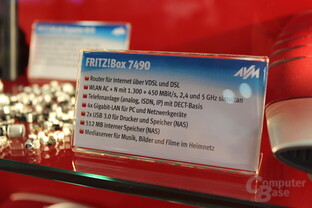 FRITZ!Box 7490
AVM
Router für Internet über VDSL und DSL
WLAN AC + N mit 1.300 + 450 MBit/s, 2,4 und 5 GHz
Telefonanlage (analog, ISDN, IP) mit DECT-Basis
4x Gigabit-LAN für PC und Netzwerkgeräte
2x USB 3.0 für Drucker und Speicher (NAS)
512 MB interner Speicher (NAS)
Mediaserver für Musik, Bilder und Filme im Heimnetz
ComputerBase